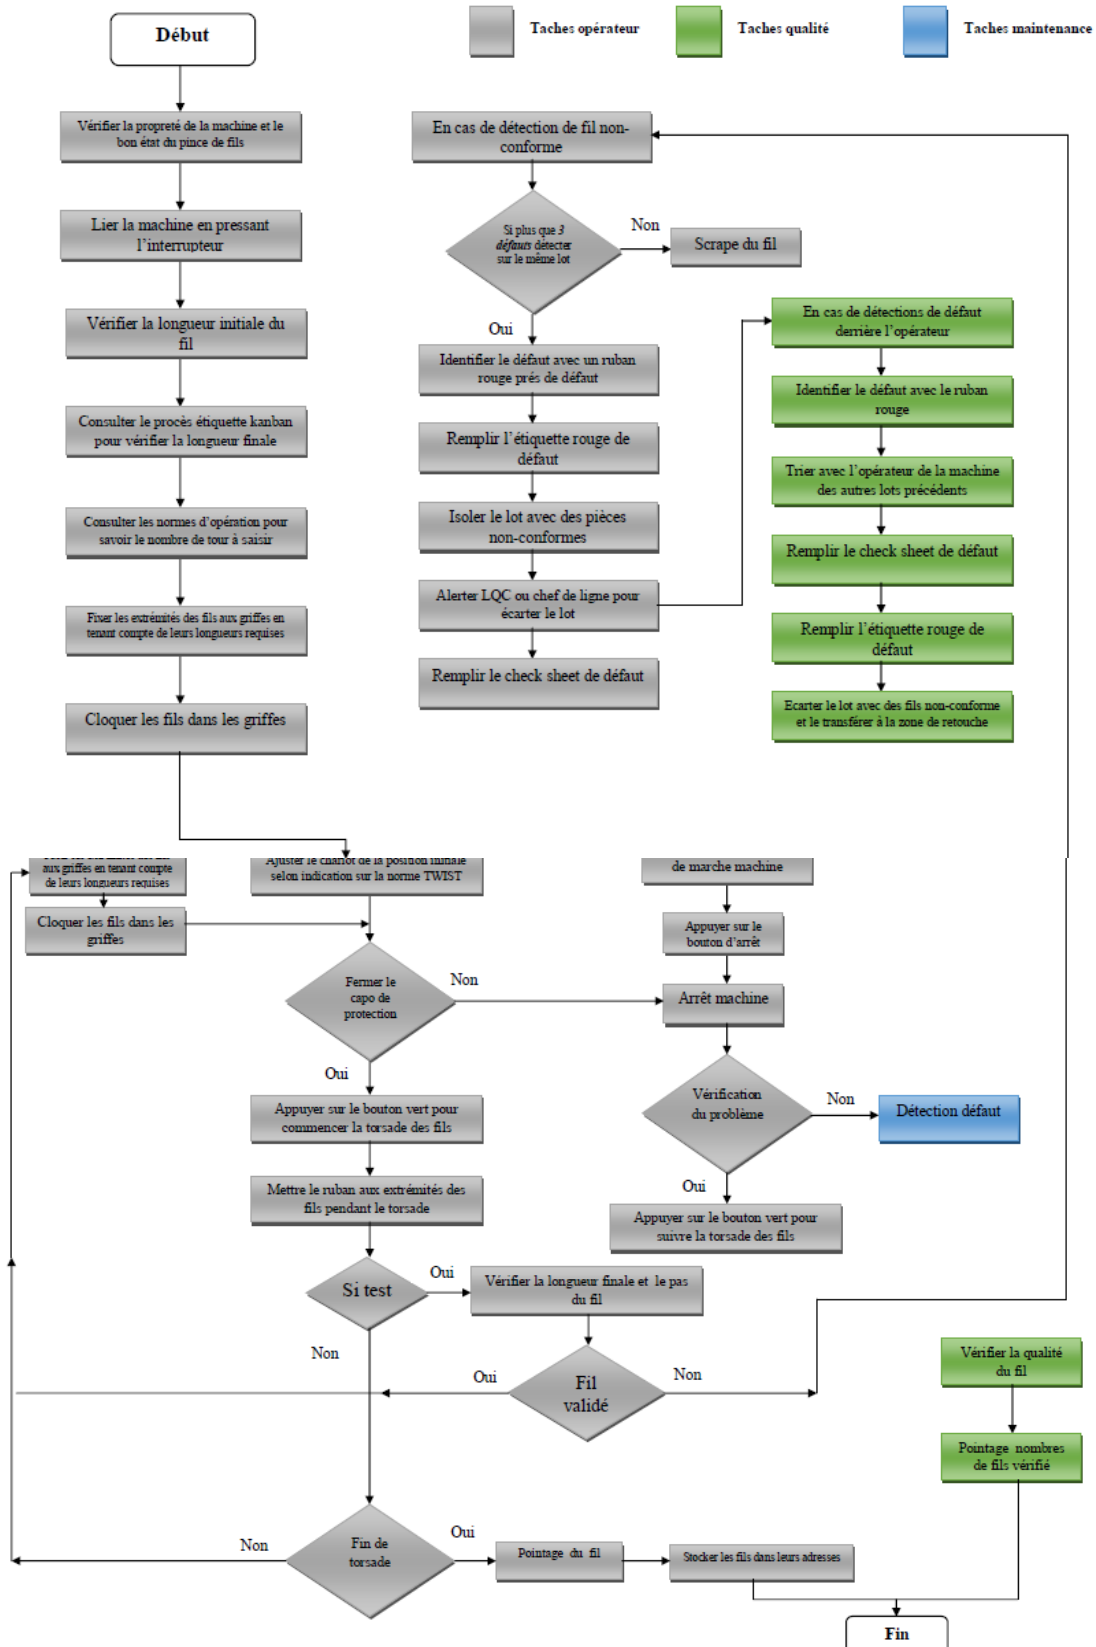 Début
Taches opérateur
Taches qualité
Taches maintenance
Vérifier la propreté de la machine et le
bon état du pince de fils
Lier la machine en pressant
l’interrupteur
Vérifier la longueur initiale du
fil
Consulter le procès étiquette kanban
pour vérifier la longueur finale
Consulter les normes d’opération pour
savoir le nombre de tour à saisir
Fixer les extrémités des fils aux griffes en
tenant compte de leurs longueurs requises
Cloquer les fils dans les griffes
En cas de détection de fil non-
conforme
Si plus que 3
défauts détecter
sur le même lot
Non
Scrape du fil
Oui
Identifier le défaut avec un ruban
rouge prés de défaut
Remplir l’étiquette rouge de
défaut
Isoler le lot avec des pièces
non-conformes
Alerter LQC ou chef de ligne pour
écarter le lot
Remplir le check sheet de défaut
En cas de détections de défaut
derrière l’opérateur
Identifier le défaut avec le ruban
rouge
Trier avec l’opérateur de la machine
des autres lots précédents
Remplir le check sheet de défaut
Remplir l’étiquette rouge de
défaut
Ecarter le lot avec des fils non-conforme
et le transférer à la zone de retouche
aux griffes en tenant compte
de leurs longueurs requises
Cloquer les fils dans les
griffes
Ajuster le chariot de la position initiale
selon indication sur la norme TWIST
de marche machine
Appuyer sur le
bouton d’arrêt
Fermer le
capo de
protection
Non
Arrêt machine
Oui
Vérification
du problème
Non
Détection défaut
Appuyer sur le bouton vert pour
commencer la torsade des fils
Mettre le ruban aux extrémités des
fils pendant le torsade
Oui
Appuyer sur le bouton vert pour
suivre la torsade des fils
Si test
Oui
Vérifier la longueur finale et le pas
du fil
Non
Oui
Fil
validé
Non
Vérifier la qualité
du fil
Pointage nombres
de fils vérifié
Non
Fin de
torsade
Oui
Pointage du fil
Stocker les fils dans leurs adresses
Fin